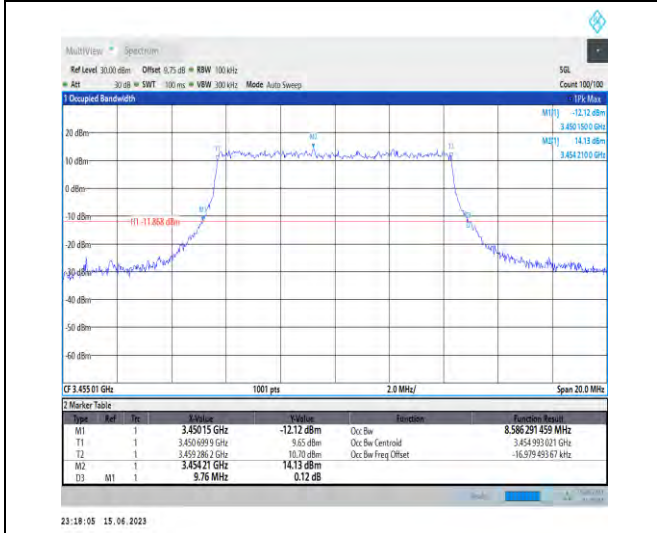 MultiView Spectrum
Ref Level 30.00 dBm Offset 8.75 dB RBW 100 kHz SGL
Att 30 dB SWT 100 ms VBW 300 kHz Mode Auto Sweep Count 100/100
1 Occupied Bandwidth 1Pk Max
M1[1] -12.12 dBm
3.450 150 0 GHz
M2[1] 14.13 dBm
3.454 210 0 GHz
20 dBm
M2
T1
10 dBm
0 dBm
M1
-10 dBm
H1 -11.868 dBm
-20 dBm
-30 dBm
-40 dBm
-50 dBm
-60 dBm
CF 3.455 01 GHz 1001 pts 2.0 MHz/ Span 20.0 MHz
2 Marker Table
Type Ref Trc X-Value Y-Value Function Function Result
M1 1 3.45015 GHz -12.12 dBm Occ Bw 8.586 291 459 MHz
T1 1 3.450 699 9 GHz 9.65 dBm Occ Bw Centroid 3.454 993 021 GHz
T2 1 3.459 286 2 GHz 10.70 dBm Occ Bw Freq Offset -16.979 493 67 kHz
M2 1 3.45421 GHz 14.13 dBm
D3 M1 1 9.76 MHz 0.12 dB
23:18:05 15.06.2023